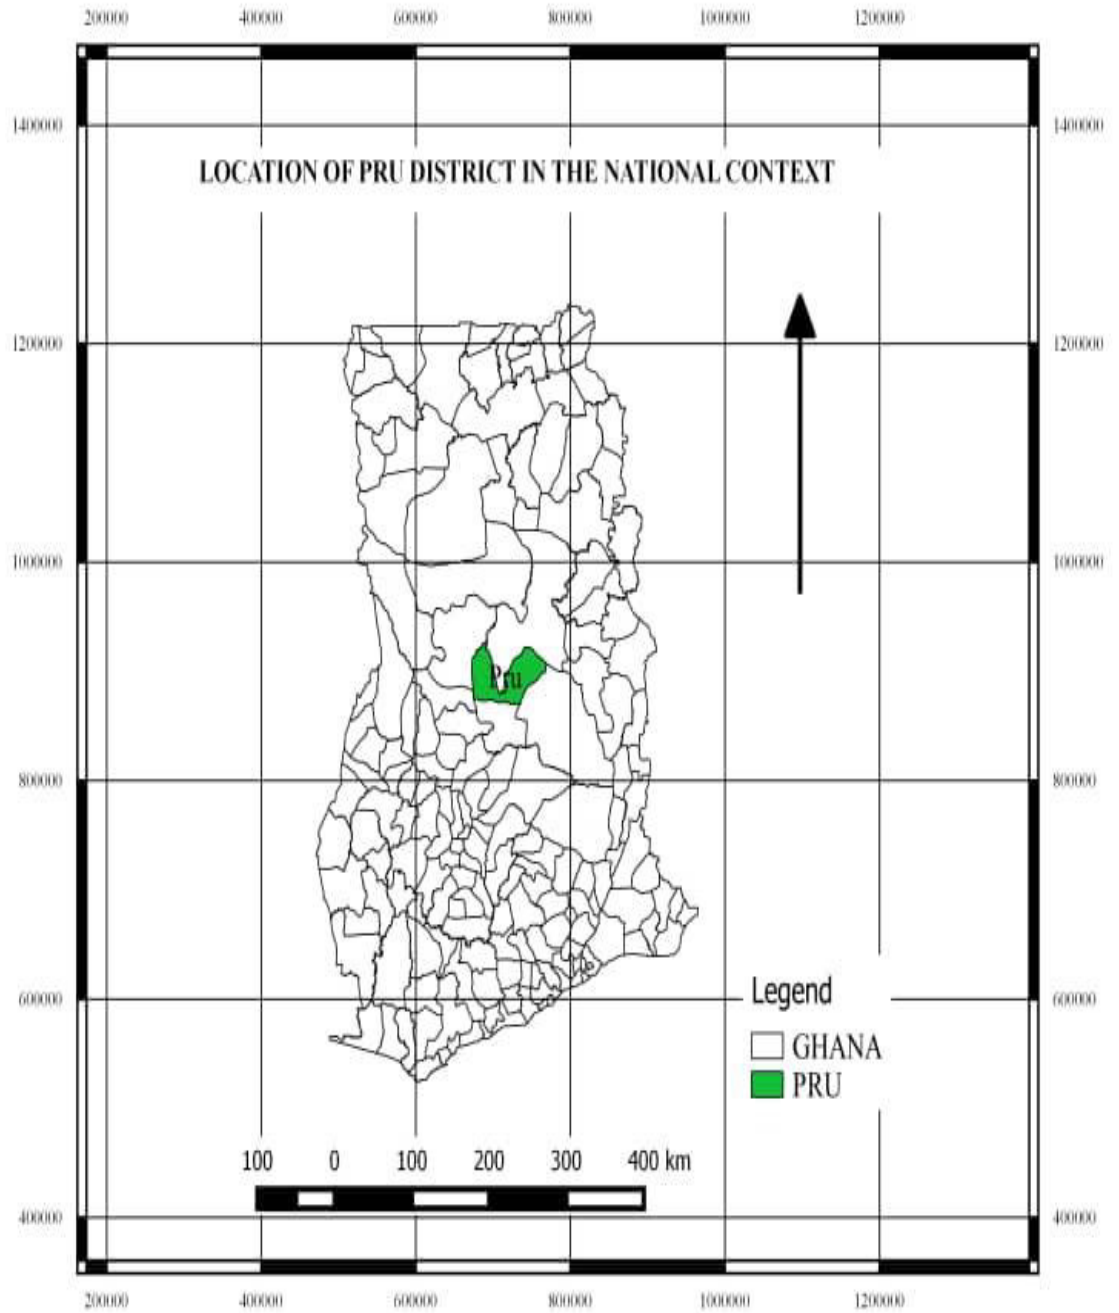 200000 400000 600000 800000 1000000 1200000
1400000 1400000
LOCATION OF PRU DISTRICT IN THE NATIONAL CONTEXT
1200000 1200000
1000000 1000000
Pru
800000 800000
600000 600000
Legend
GHANA
PRU
100 0 100 200 300 400 km
400000 400000
200000 400000 600000 800000 1000000 1200000